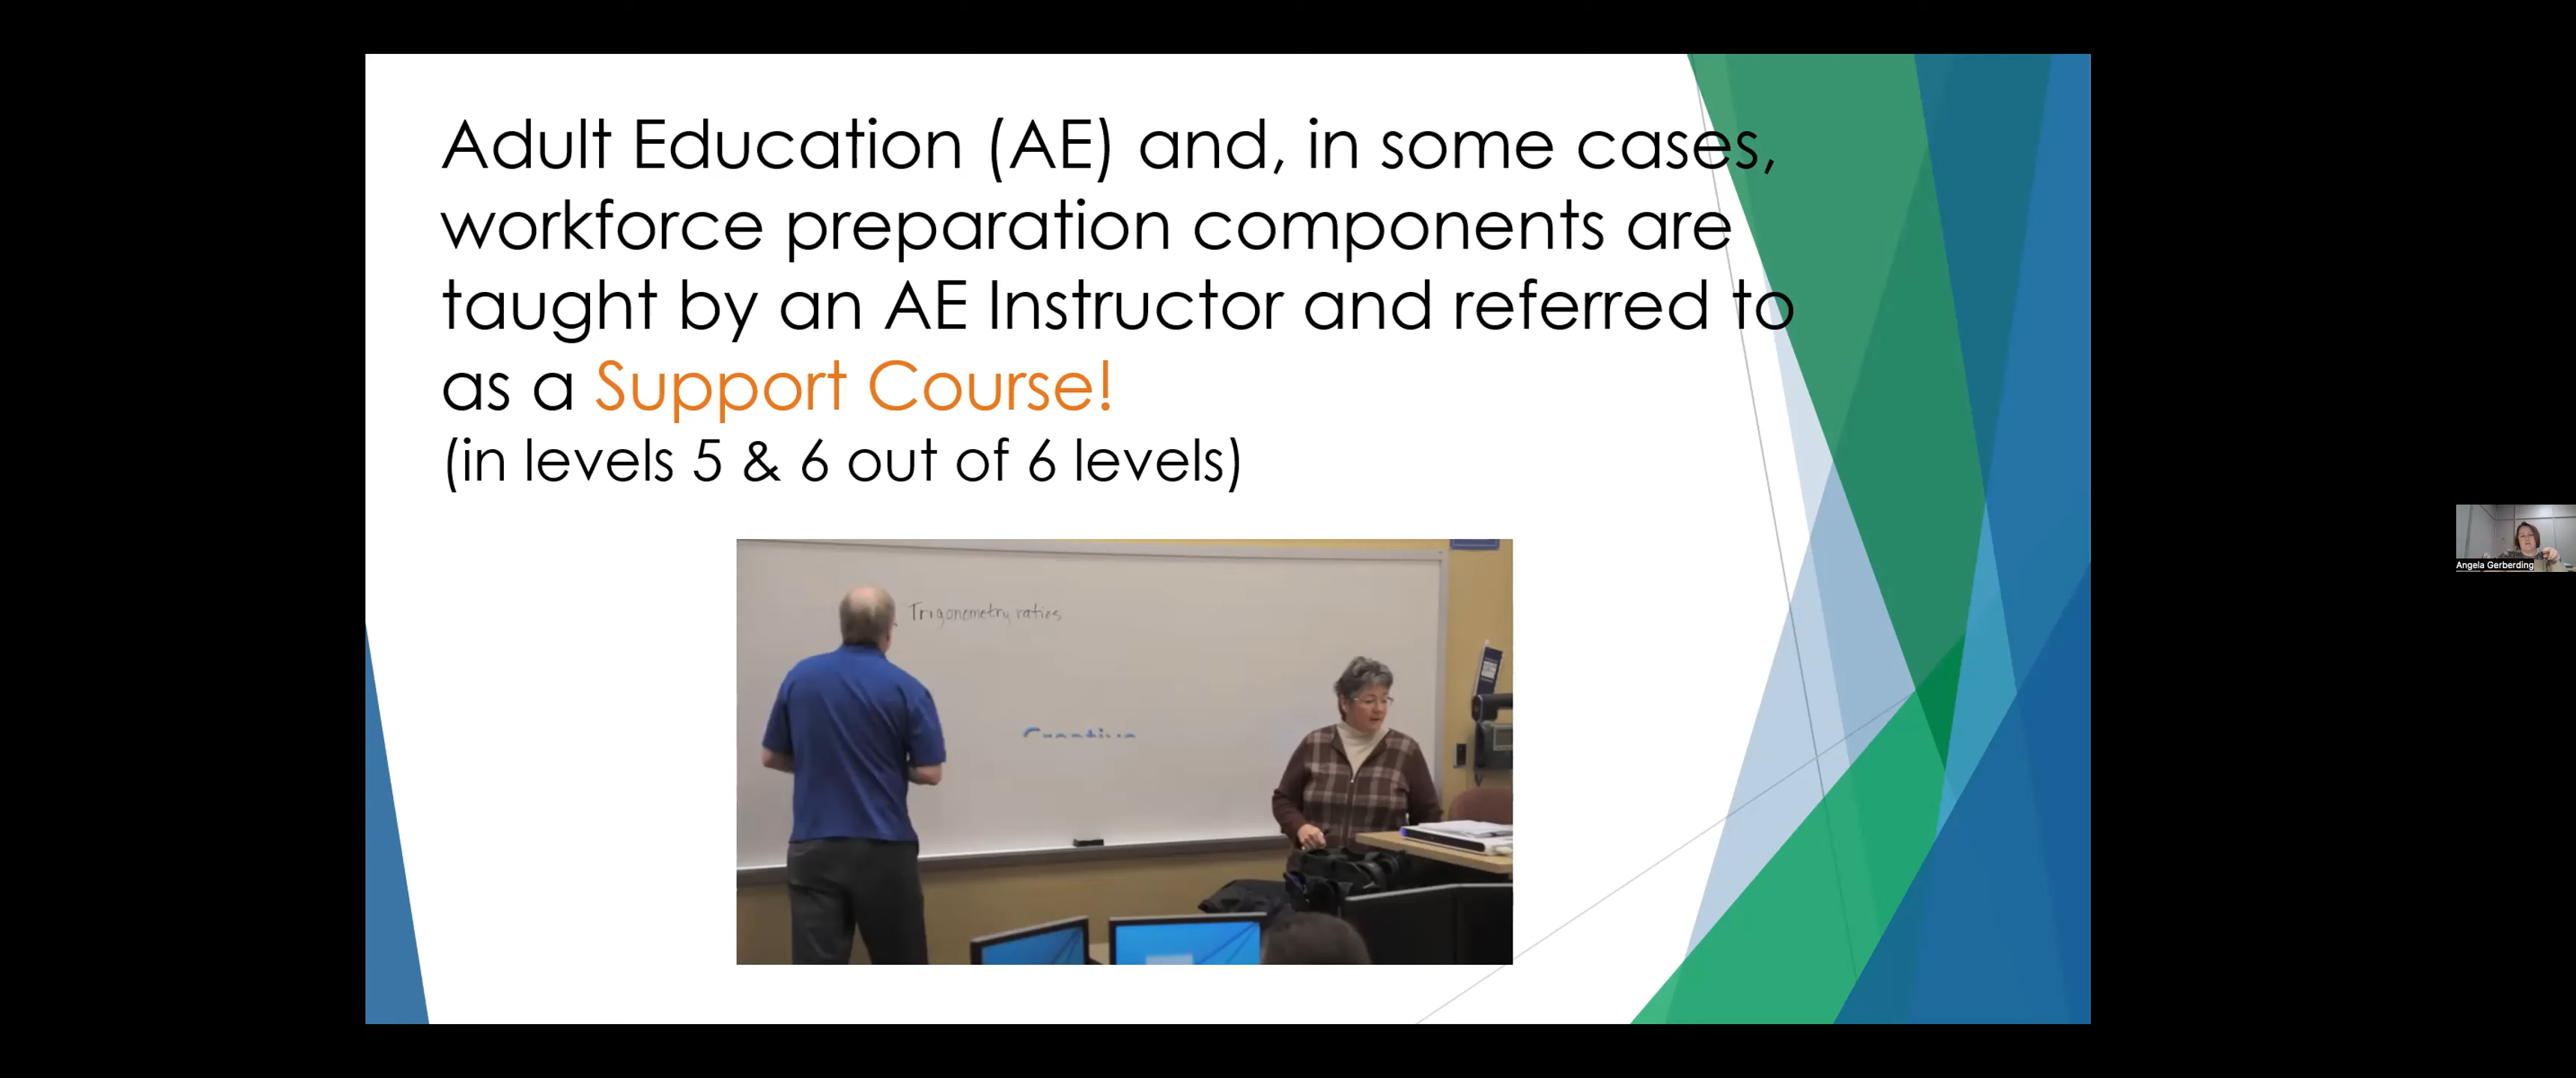 Adult Education (AE) and, in some cases,
workforce preparation components are
taught by an AE Instructor and referred to
as a Support Course!
(in levels 5 & 6 out of 6 levels)
Trigonometry ratios
Angela Gerberding